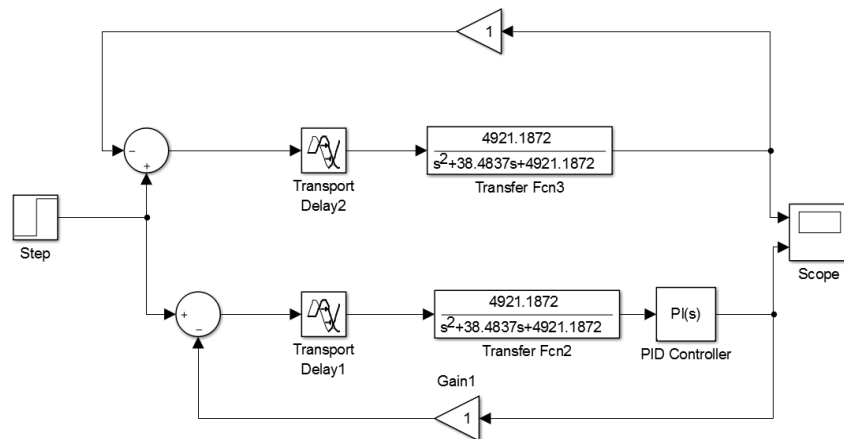 1
−
+
4921.1872
s²+38.4837s+4921.1872
Transfer Fcn3
Transport
Delay2
Step
Scope
+
−
4921.1872
s²+38.4837s+4921.1872
Transfer Fcn2
PI(s)
PID Controller
Transport
Delay1
Gain1
1